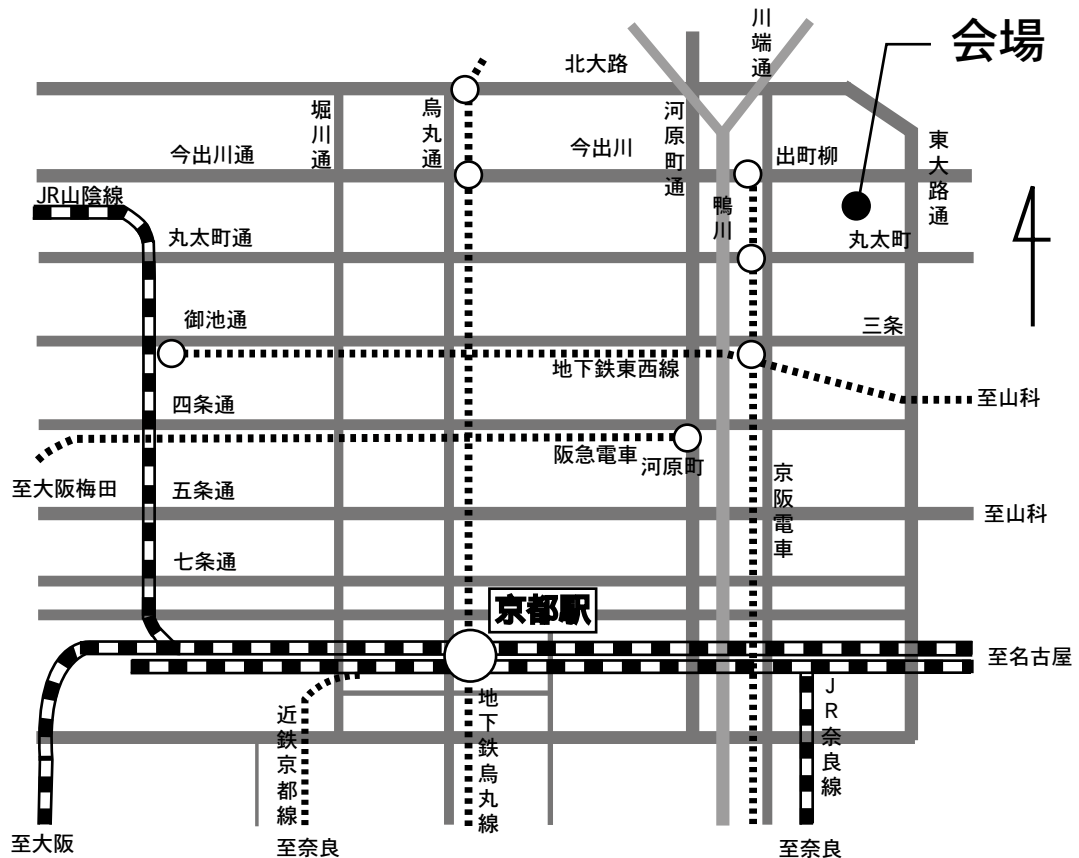 川端通
会場
北大路
堀川通
烏丸通
河原町通
東大路通
今出川通
今出川
出町柳
JR山陰線
鴨川
丸太町通
丸太町
御池通
三条
地下鉄東西線
至山科
四条通
阪急電車
河原町
至大阪梅田
五条通
京阪電車
至山科
七条通
京都駅
至名古屋
近鉄京都線
地下鉄烏丸線
JR奈良線
至大阪
至奈良
至奈良